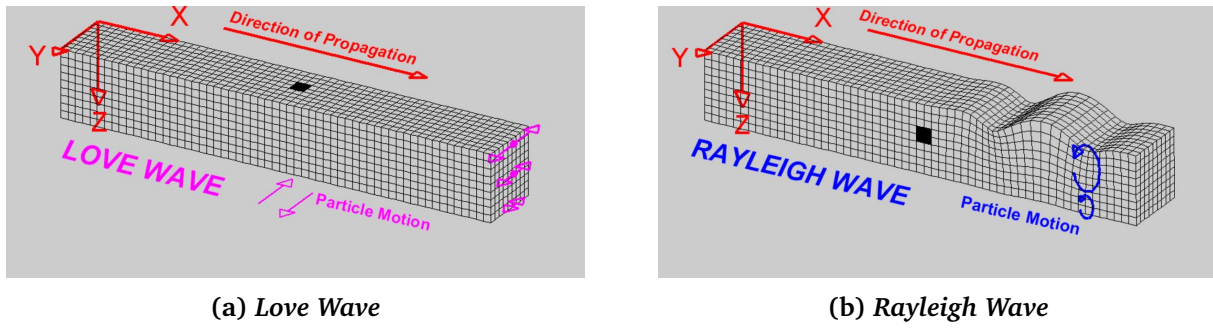 X
Direction of Propagation
Y
Z
LOVE WAVE
Particle Motion
(a) Love Wave
X
Direction of Propagation
Y
Z
RAYLEIGH WAVE
Particle Motion
(b) Rayleigh Wave